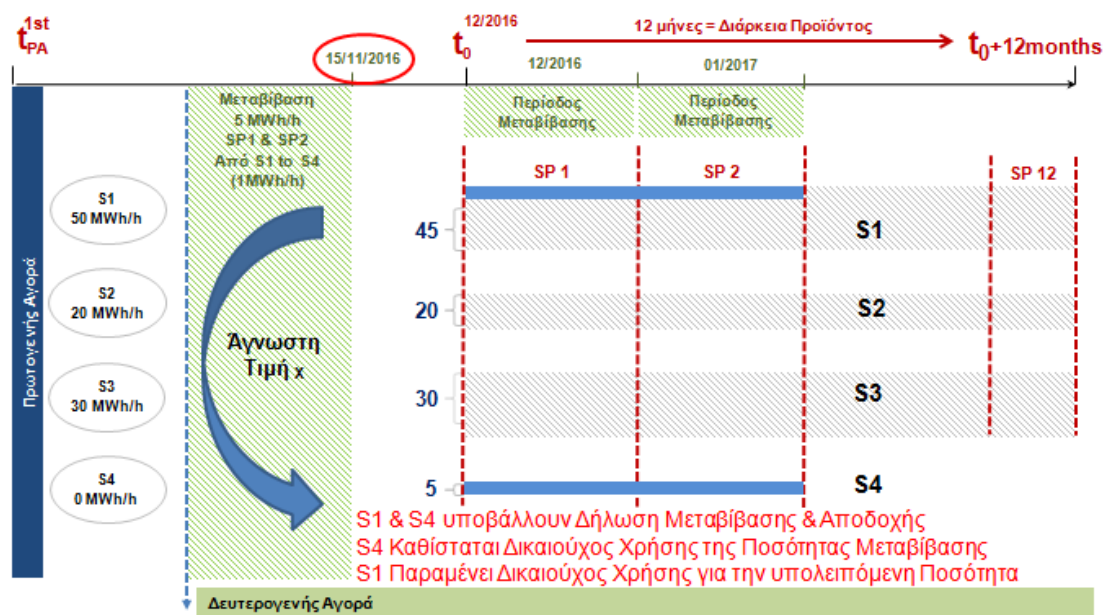 t 1st PA
15/11/2016
t0 12/2016
12 μήνες = Διάρκεια Προϊόντος
t0+12months
12/2016
01/2017
Πρωτογενής Αγορά
Μεταβίβαση
5 MWh/h
SP1 & SP2
Από S1 to S4
(1MWh/h)
Περίοδος
Μεταβίβασης
Περίοδος
Μεταβίβασης
SP 1
SP 2
SP 12
S1
50 MWh/h
45
S1
S2
20 MWh/h
20
S2
Άγνωστη
Τιμή x
S3
30 MWh/h
30
S3
S4
0 MWh/h
5
S4
S1 & S4 υποβάλλουν Δήλωση Μεταβίβασης & Αποδοχής
S4 Καθίσταται Δικαιούχος Χρήσης της Ποσότητας Μεταβίβασης
S1 Παραμένει Δικαιούχος Χρήσης για την υπολειπόμενη Ποσότητα
Δευτερογενής Αγορά